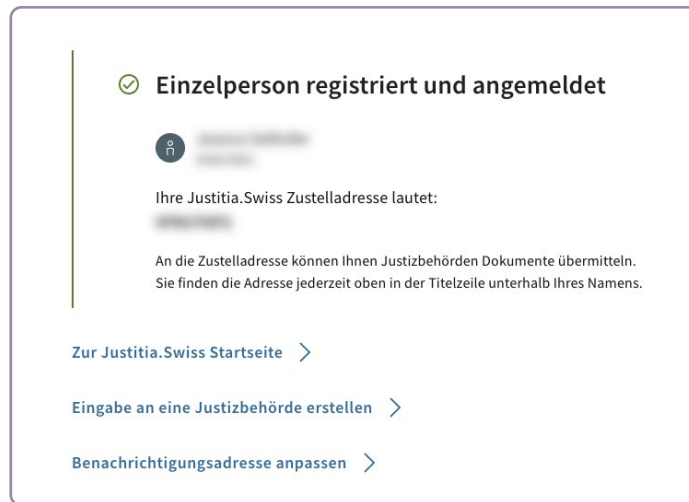 Einzelperson registriert und angemeldet
Ihre Justitia.Swiss Zustelladresse lautet:
An die Zustelladresse können Ihnen Justizbehörden Dokumente übermitteln.
Sie finden die Adresse jederzeit oben in der Titelzeile unterhalb Ihres Namens.
Zur Justitia.Swiss Startseite
Eingabe an eine Justizbehörde erstellen
Benachrichtigungsadresse anpassen